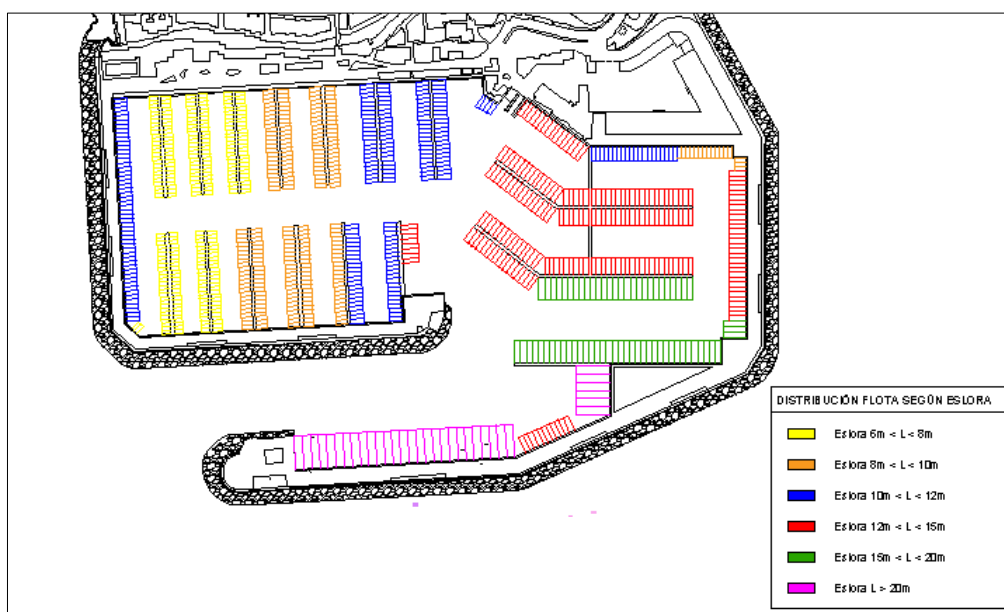 DISTRIBUCIÓN FLOTA SEGÚN ESLORA
Eslora 6m < L < 8m
Eslora 8m < L < 10m
Eslora 10m < L < 12m
Eslora 12m < L < 15m
Eslora 15m < L < 20m
Eslora L > 20m